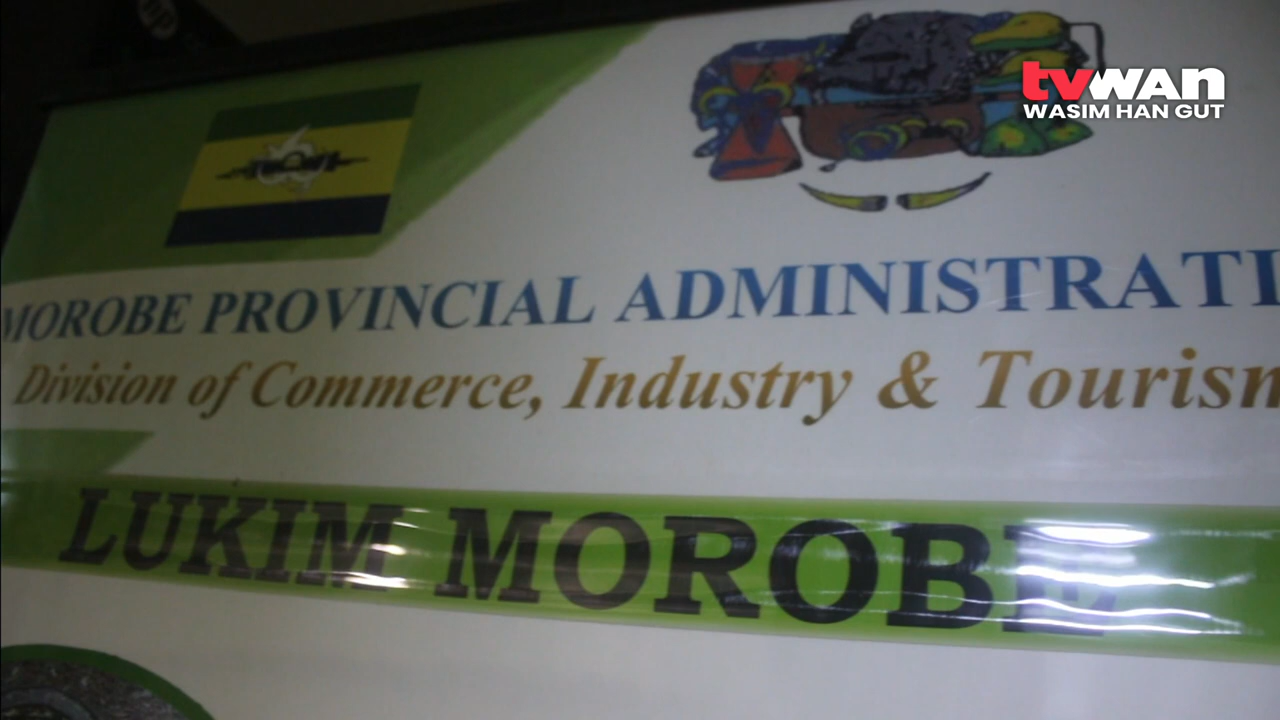 tvwan
WASIM HAN GUT
MOROBE PROVINCIAL ADMINISTRATI
Division of Commerce, Industry & Tourism
LUKIM MOROBE